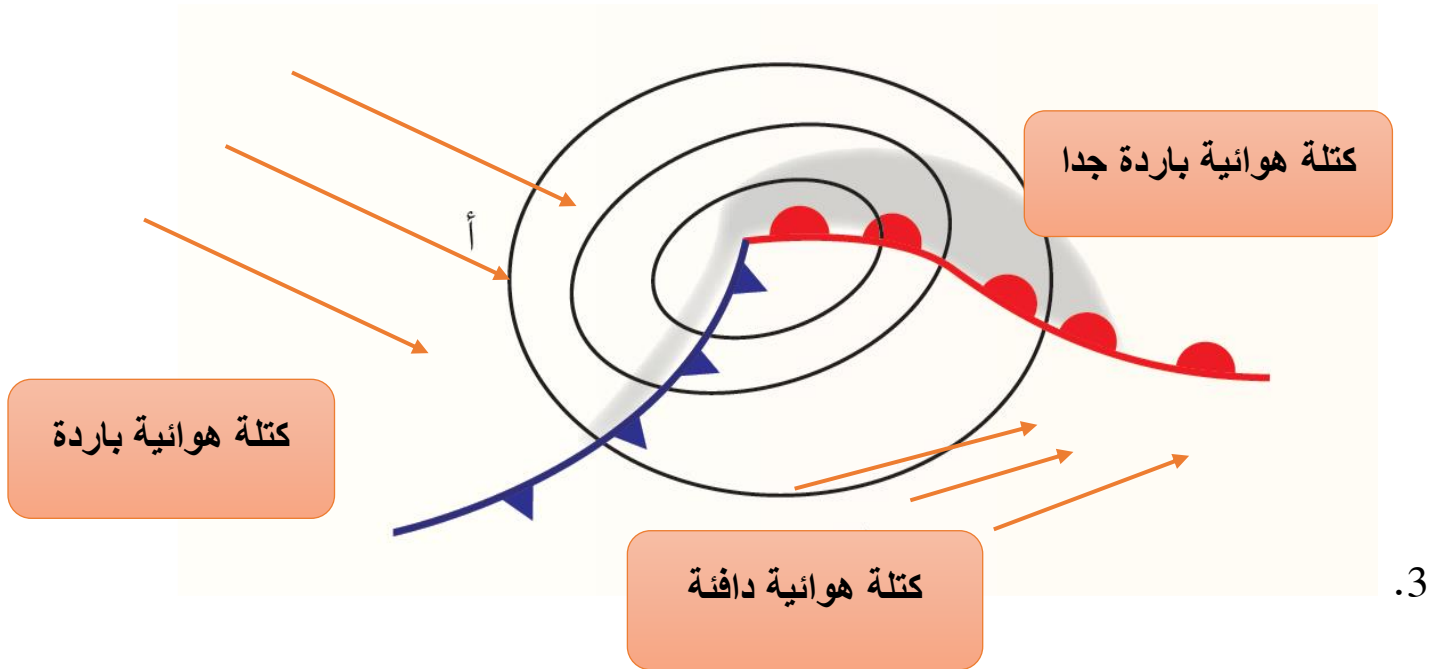 كتلة هوائية باردة جدا
أ
كتلة هوائية باردة
كتلة هوائية دافئة
3.